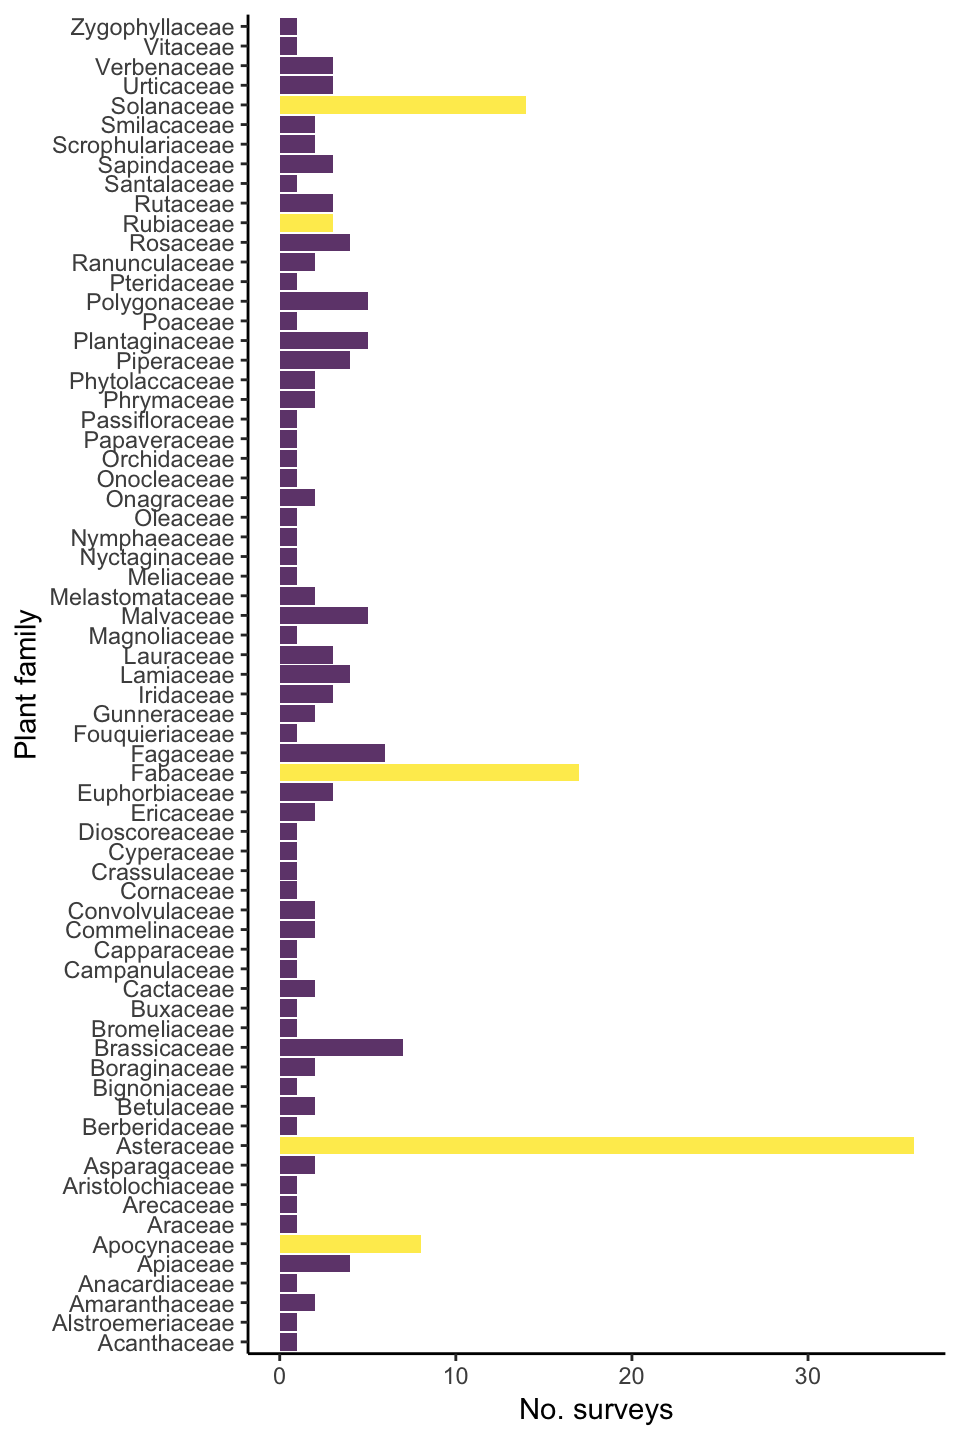 Zygophyllaceae
Vitaceae
Verbenaceae
Urticaceae
Solanaceae
Smilacaceae
Scrophulariaceae
Sapindaceae
Santalaceae
Rutaceae
Rubiaceae
Rosaceae
Ranunculaceae
Pteridaceae
Polygonaceae
Poaceae
Plantaginaceae
Piperaceae
Phytolaccaceae
Phrymaceae
Passifloraceae
Papaveraceae
Orchidaceae
Onocleaceae
Onagraceae
Oleaceae
Nymphaeaceae
Nyctaginaceae
Meliaceae
Melastomataceae
Malvaceae
Magnoliaceae
Lauraceae
Lamiaceae
Iridaceae
Gunneraceae
Fouquieriaceae
Fagaceae
Fabaceae
Euphorbiaceae
Ericaceae
Dioscoreaceae
Cyperaceae
Crassulaceae
Cornaceae
Convolvulaceae
Commelinaceae
Capparaceae
Campanulaceae
Cactaceae
Buxaceae
Bromeliaceae
Brassicaceae
Boraginaceae
Bignoniaceae
Betulaceae
Berberidaceae
Asteraceae
Asparagaceae
Aristolochiaceae
Arecaceae
Araceae
Apocynaceae
Apiaceae
Anacardiaceae
Amaranthaceae
Alstroemeriaceae
Acanthaceae
Plant family
0 10 20 30
No. surveys